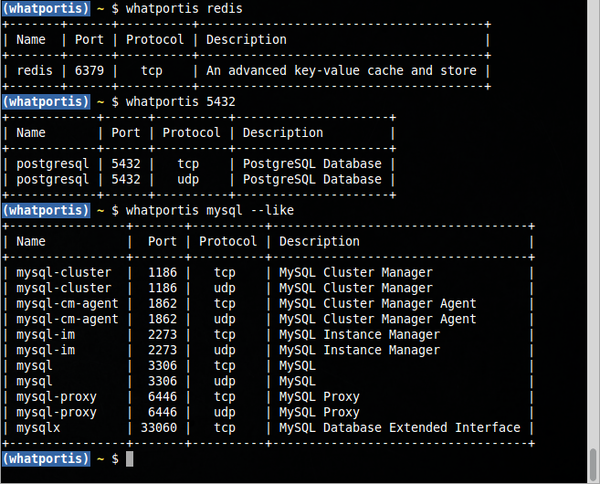 (whatportis) ~ $ whatportis redis
+-------+------+----------+---------------------------------------+
| Name  | Port | Protocol | Description                           |
+-------+------+----------+---------------------------------------+
| redis | 6379 |   tcp    | An advanced key-value cache and store |
+-------+------+----------+---------------------------------------+
(whatportis) ~ $ whatportis 5432
+------------+------+----------+---------------------+
| Name       | Port | Protocol | Description         |
+------------+------+----------+---------------------+
| postgresql | 5432 |   tcp    | PostgreSQL Database |
| postgresql | 5432 |   udp    | PostgreSQL Database |
+------------+------+----------+---------------------+
(whatportis) ~ $ whatportis mysql --like
+----------------+-------+----------+-----------------------------------+
| Name           |  Port | Protocol | Description                       |
+----------------+-------+----------+-----------------------------------+
| mysql-cluster  |  1186 |   tcp    | MySQL Cluster Manager             |
| mysql-cluster  |  1186 |   udp    | MySQL Cluster Manager             |
| mysql-cm-agent |  1862 |   tcp    | MySQL Cluster Manager Agent       |
| mysql-cm-agent |  1862 |   udp    | MySQL Cluster Manager Agent       |
| mysql-im       |  2273 |   tcp    | MySQL Instance Manager            |
| mysql-im       |  2273 |   udp    | MySQL Instance Manager            |
| mysql          |  3306 |   tcp    | MySQL                             |
| mysql          |  3306 |   udp    | MySQL                             |
| mysql-proxy    |  6446 |   tcp    | MySQL Proxy                       |
| mysql-proxy    |  6446 |   udp    | MySQL Proxy                       |
| mysqlx         | 33060 |   tcp    | MySQL Database Extended Interface |
+----------------+-------+----------+-----------------------------------+
(whatportis) ~ $